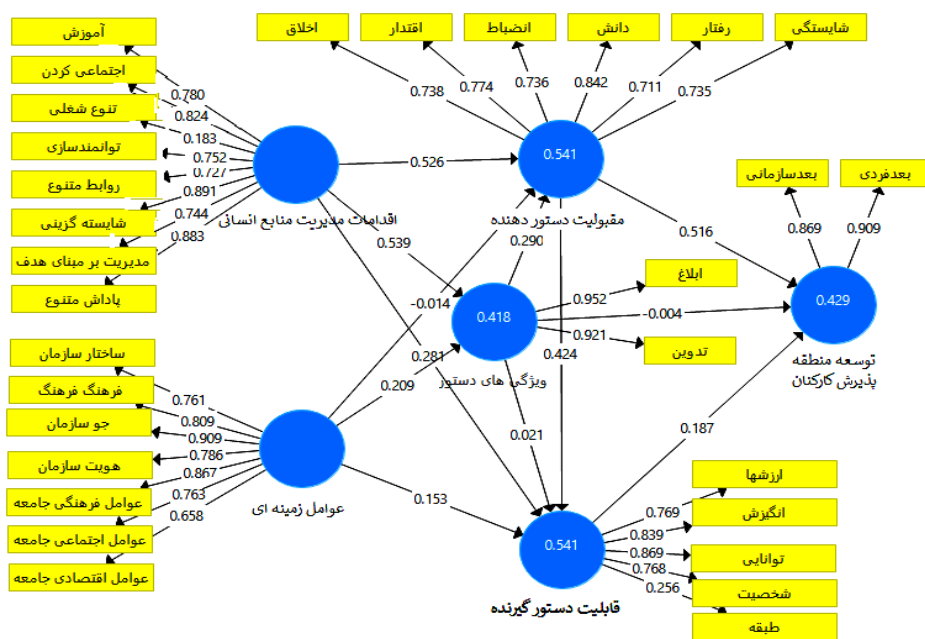 آموزش
اجتماعی کردن
تنوع شغلی
توانمندسازی
روابط متنوع
شایسته گزینی
مدیریت بر مبنای هدف
پاداش متنوع
0.780
0.824
0.183
0.752
0.727
0.891
0.744
0.883
اقدامات مدیریت منابع انسانی
اخلاق
اقتدار
انضباط
دانش
رفتار
شایستگی
0.738
0.774
0.736
0.842
0.711
0.735
0.541
مقبولیت دستور دهنده
0.526
0.539
0.290
-0.014
0.281
0.209
0.418
ویژگی های دستور
0.952
0.921
ابلاغ
تدوین
0.424
0.021
0.516
-0.004
0.187
بعدسازمانی
بعدفردی
0.869
0.909
0.429
توسعه منطقه
پذیرش کارکنان
ساختار سازمان
فرهنگ فرهنگ
جو سازمان
هویت سازمان
عوامل فرهنگی جامعه
عوامل اجتماعی جامعه
عوامل اقتصادی جامعه
0.761
0.809
0.909
0.786
0.867
0.763
0.658
عوامل زمینه ای
0.153
0.541
قابلیت دستور گیرنده
0.769
0.839
0.869
0.768
0.256
ارزشها
انگیزش
توانایی
شخصیت
طبقه